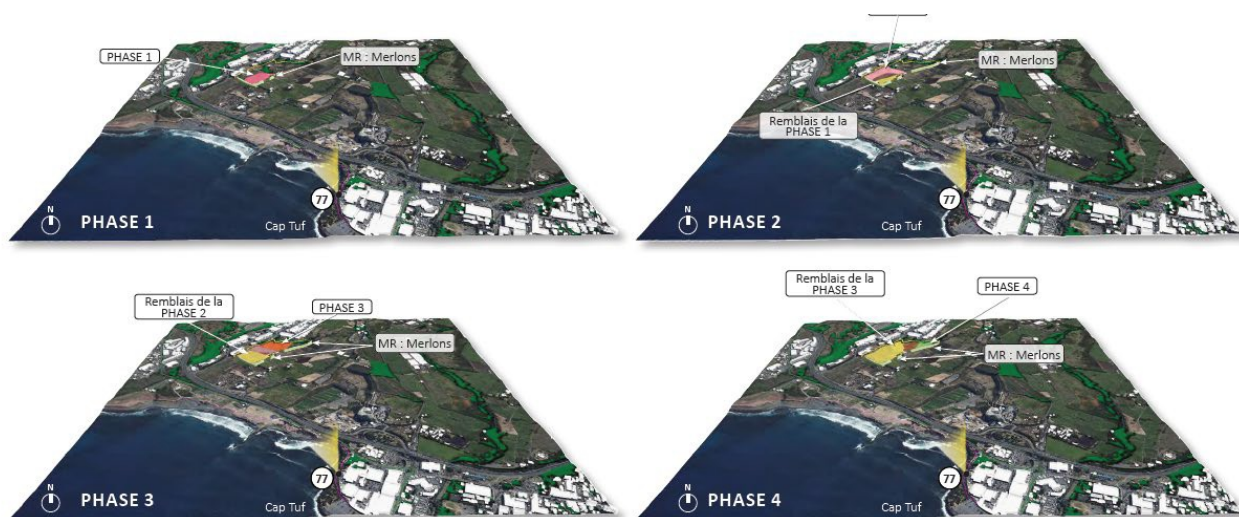 PHASE 1
MR : Merlons
77
N
PHASE 1
Cap Tuf
MR : Merlons
Remblais de la
PHASE 1
77
N
PHASE 2
Cap Tuf
Remblais de la
PHASE 2
PHASE 3
MR : Merlons
77
N
PHASE 3
Cap Tuf
Remblais de la
PHASE 3
PHASE 4
MR : Merlons
77
N
PHASE 4
Cap Tuf